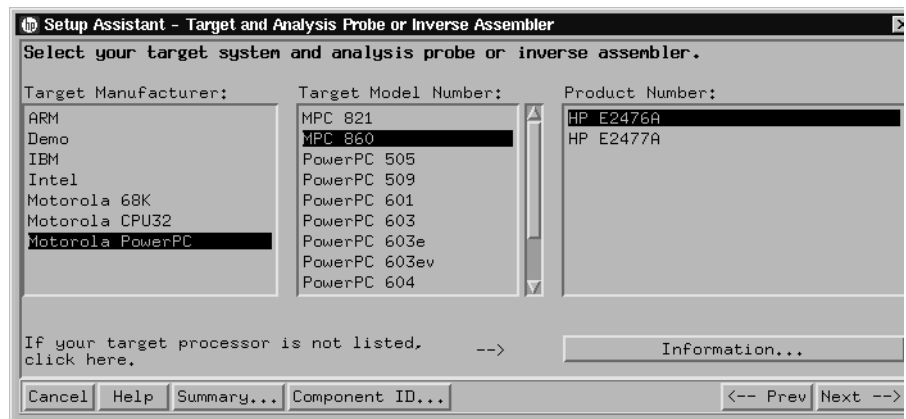 hp Setup Assistant - Target and Analysis Probe or Inverse Assembler
Select your target system and analysis probe or inverse assembler.
Target Manufacturer:
ARM
Demo
IBM
Intel
Motorola 68K
Motorola CPU32
Motorola PowerPC
Target Model Number:
MPC 821
MPC 860
PowerPC 505
PowerPC 509
PowerPC 601
PowerPC 603
PowerPC 603e
PowerPC 603ev
PowerPC 604
Product Number:
HP E2476A
HP E2477A
If your target processor is not listed,
click here.
-->
Information...
Cancel
Help
Summary...
Component ID...
<-- Prev
Next -->